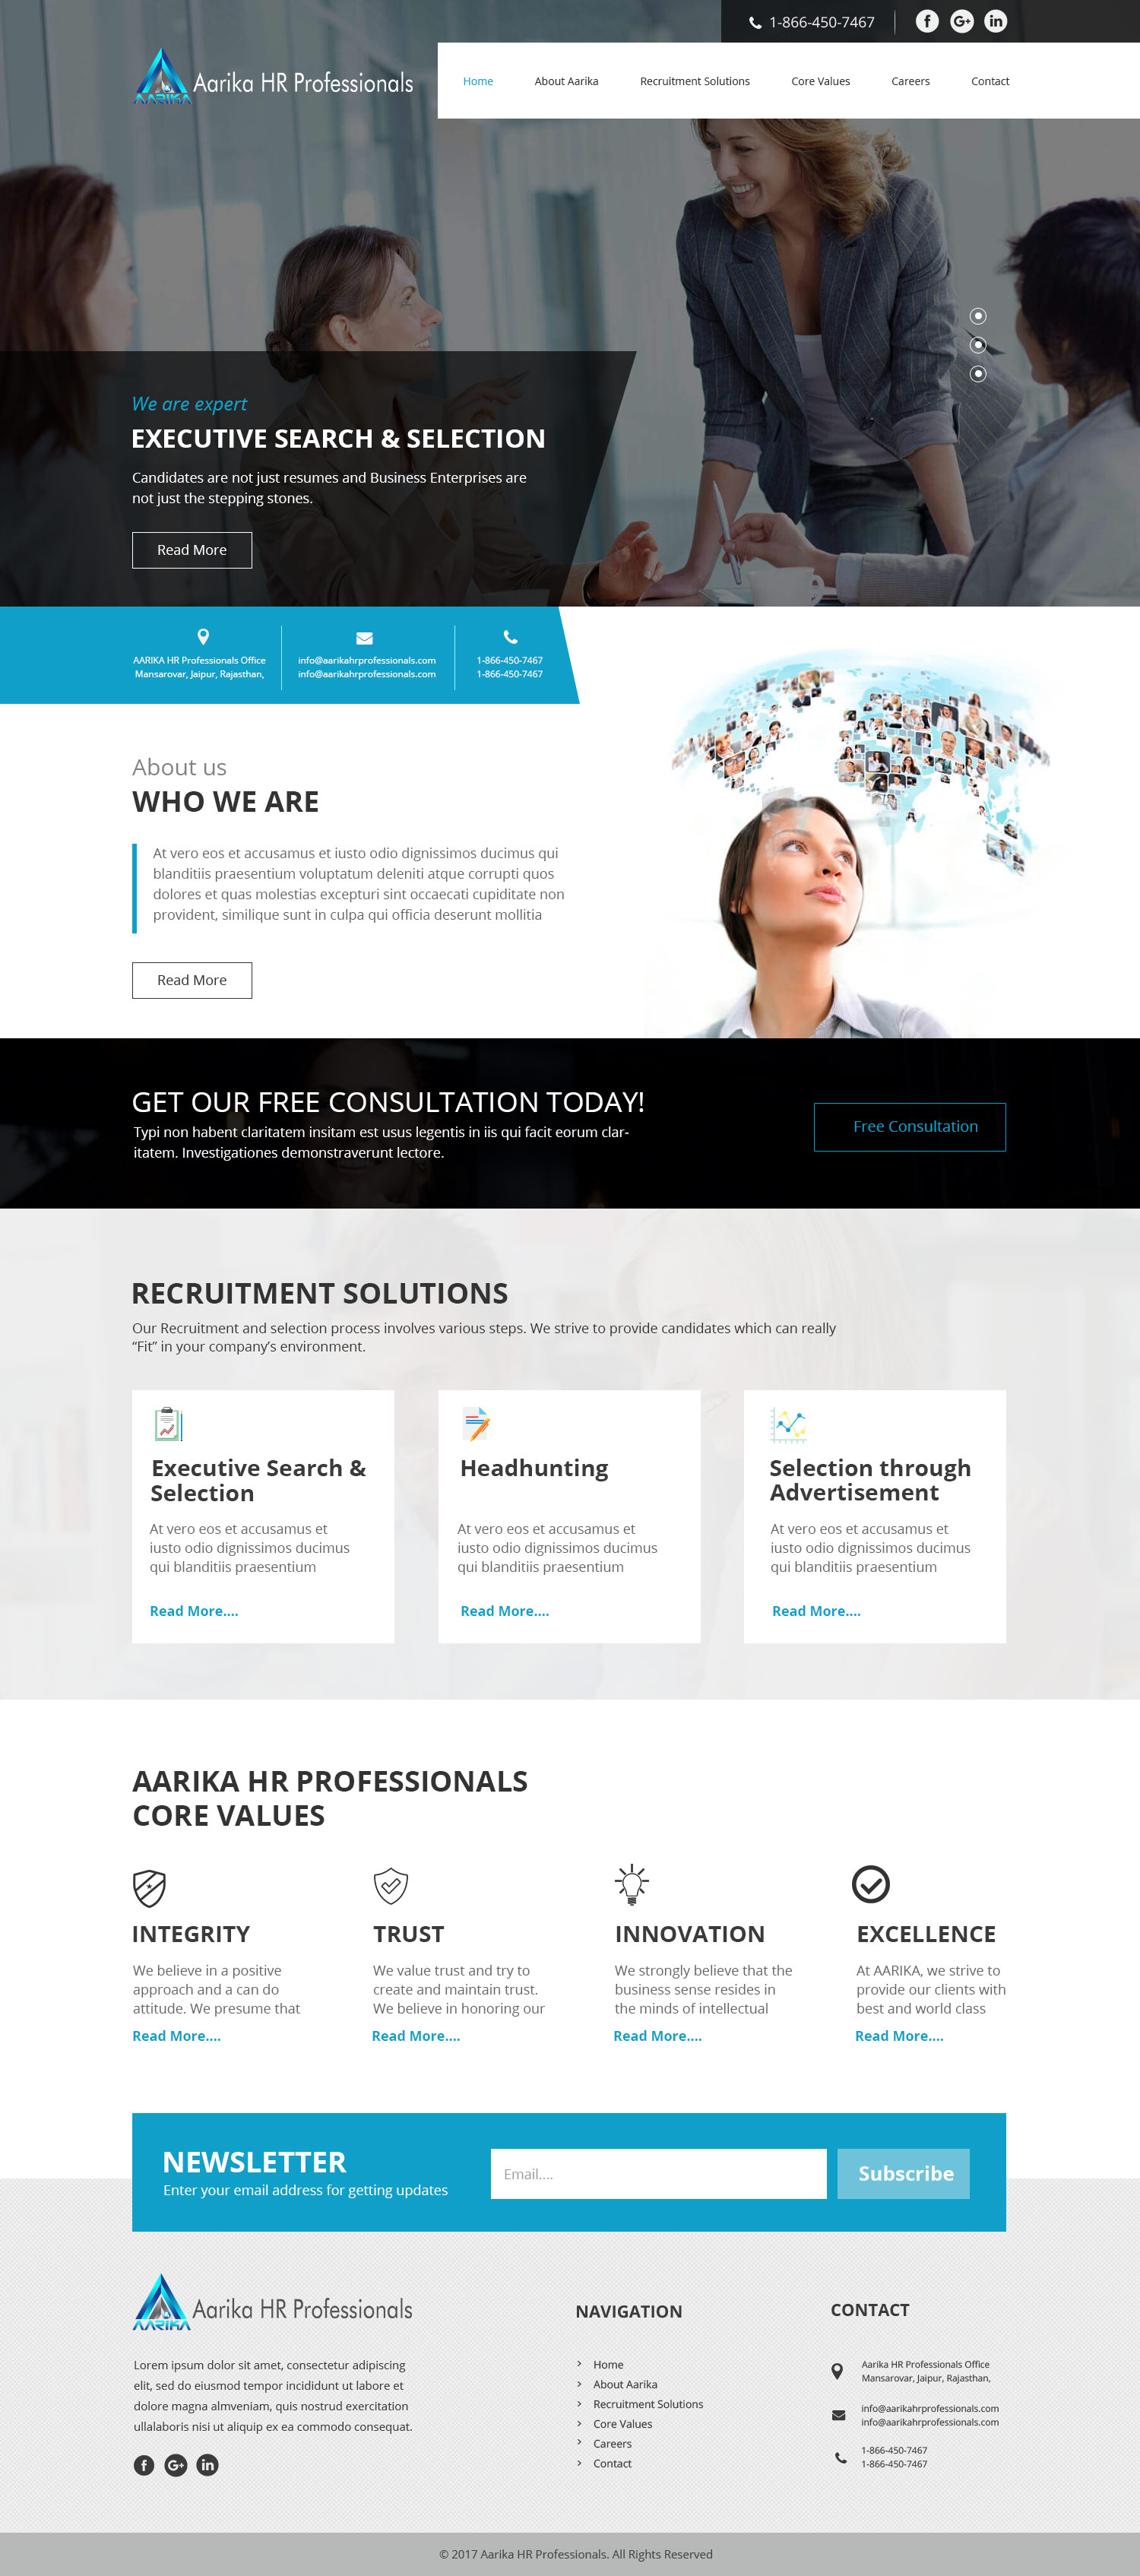 1-866-450-7467
AARIKA
Aarika HR Professionals
Home
About Aarika
Recruitment Solutions
Core Values
Careers
Contact
We are expert
EXECUTIVE SEARCH & SELECTION
Candidates are not just resumes and Business Enterprises are
not just the stepping stones.
Read More
AARIKA HR Professionals Office
Mansarovar, Jaipur, Rajasthan,
info@aarikahrprofessionals.com
info@aarikahrprofessionals.com
1-866-450-7467
1-866-450-7467
About us
WHO WE ARE
At vero eos et accusamus et iusto odio dignissimos ducimus qui
blanditiis praesentium voluptatum deleniti atque corrupti quos
dolores et quas molestias excepturi sint occaecati cupiditate non
provident, similique sunt in culpa qui officia deserunt mollitia
Read More
GET OUR FREE CONSULTATION TODAY!
Typi non habent claritatem insitam est usus legentis in iis qui facit eorum clar-
itatem. Investigationes demonstraverunt lectore.
Free Consultation
RECRUITMENT SOLUTIONS
Our Recruitment and selection process involves various steps. We strive to provide candidates which can really
“Fit” in your company’s environment.
Executive Search &
Selection
At vero eos et accusamus et
iusto odio dignissimos ducimus
qui blanditiis praesentium
Read More....
Headhunting
At vero eos et accusamus et
iusto odio dignissimos ducimus
qui blanditiis praesentium
Read More....
Selection through
Advertisement
At vero eos et accusamus et
iusto odio dignissimos ducimus
qui blanditiis praesentium
Read More....
AARIKA HR PROFESSIONALS
CORE VALUES
INTEGRITY
We believe in a positive
approach and a can do
attitude. We presume that
Read More....
TRUST
We value trust and try to
create and maintain trust.
We believe in honoring our
Read More....
INNOVATION
We strongly believe that the
business sense resides in
the minds of intellectual
Read More....
EXCELLENCE
At AARIKA, we strive to
provide our clients with
best and world class
Read More....
NEWSLETTER
Enter your email address for getting updates
Email....
Subscribe
AARIKA
Aarika HR Professionals
Lorem ipsum dolor sit amet, consectetur adipiscing
elit, sed do eiusmod tempor incididunt ut labore et
dolore magna almveniam, quis nostrud exercitation
ullalaboris nisi ut aliquip ex ea commodo consequat.
NAVIGATION
Home
About Aarika
Recruitment Solutions
Core Values
Careers
Contact
CONTACT
Aarika HR Professionals Office
Mansarovar, Jaipur, Rajasthan,
info@aarikahrprofessionals.com
info@aarikahrprofessionals.com
1-866-450-7467
1-866-450-7467
© 2017 Aarika HR Professionals. All Rights Reserved